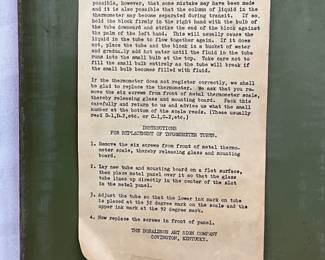 possible, however, that some mistake may have been made
and it is also possible that the column of liquid in the
thermometer may become separated during transit. If so,
hold the block firmly in the right hand with the bulb of
the tube downward and strike the end of the block against
the palm of the left hand. This will usually cause the
liquid in the tube to flow together again. If it does
not, place the tube and the block in a bucket of water
and gradually add hot water until the fluid in the tube
runs into the small bulb at the top. Take care not to
fill the small bulb entirely as the tube will break if
the small bulb becomes filled with fluid.
If the thermometer does not register correctly, we shall
be glad to replace the thermometer. We ask that you re-
move the six screws from front of metal thermometer scale,
thereby releasing glass and mounting board. Pack this
carefully and return to us and advise us what the small
number at the bottom of the scale reads. (These usually
read B-1,B-2,etc. or C-1,C-2,etc.)
INSTRUCTIONS
FOR REPLACEMENT OF THERMOMETER TUBES.
1. Remove the six screws from front of metal thermo-
meter scale, thereby releasing glass and mounting
board.
2. Lay new tube and mounting board on a flat surface,
then place metal panel over it so that the glass
tube lines up directly in the center of the slot
in the metal panel.
3. Adjust the tube so that the lower ink mark on tube
is placed at the 32 degree mark on the scale and the
upper ink mark at the 92 degree mark.
4. Now replace the screws in front of panel.
THE DONALDSON ART SIGN COMPANY
COVINGTON, KENTUCKY.